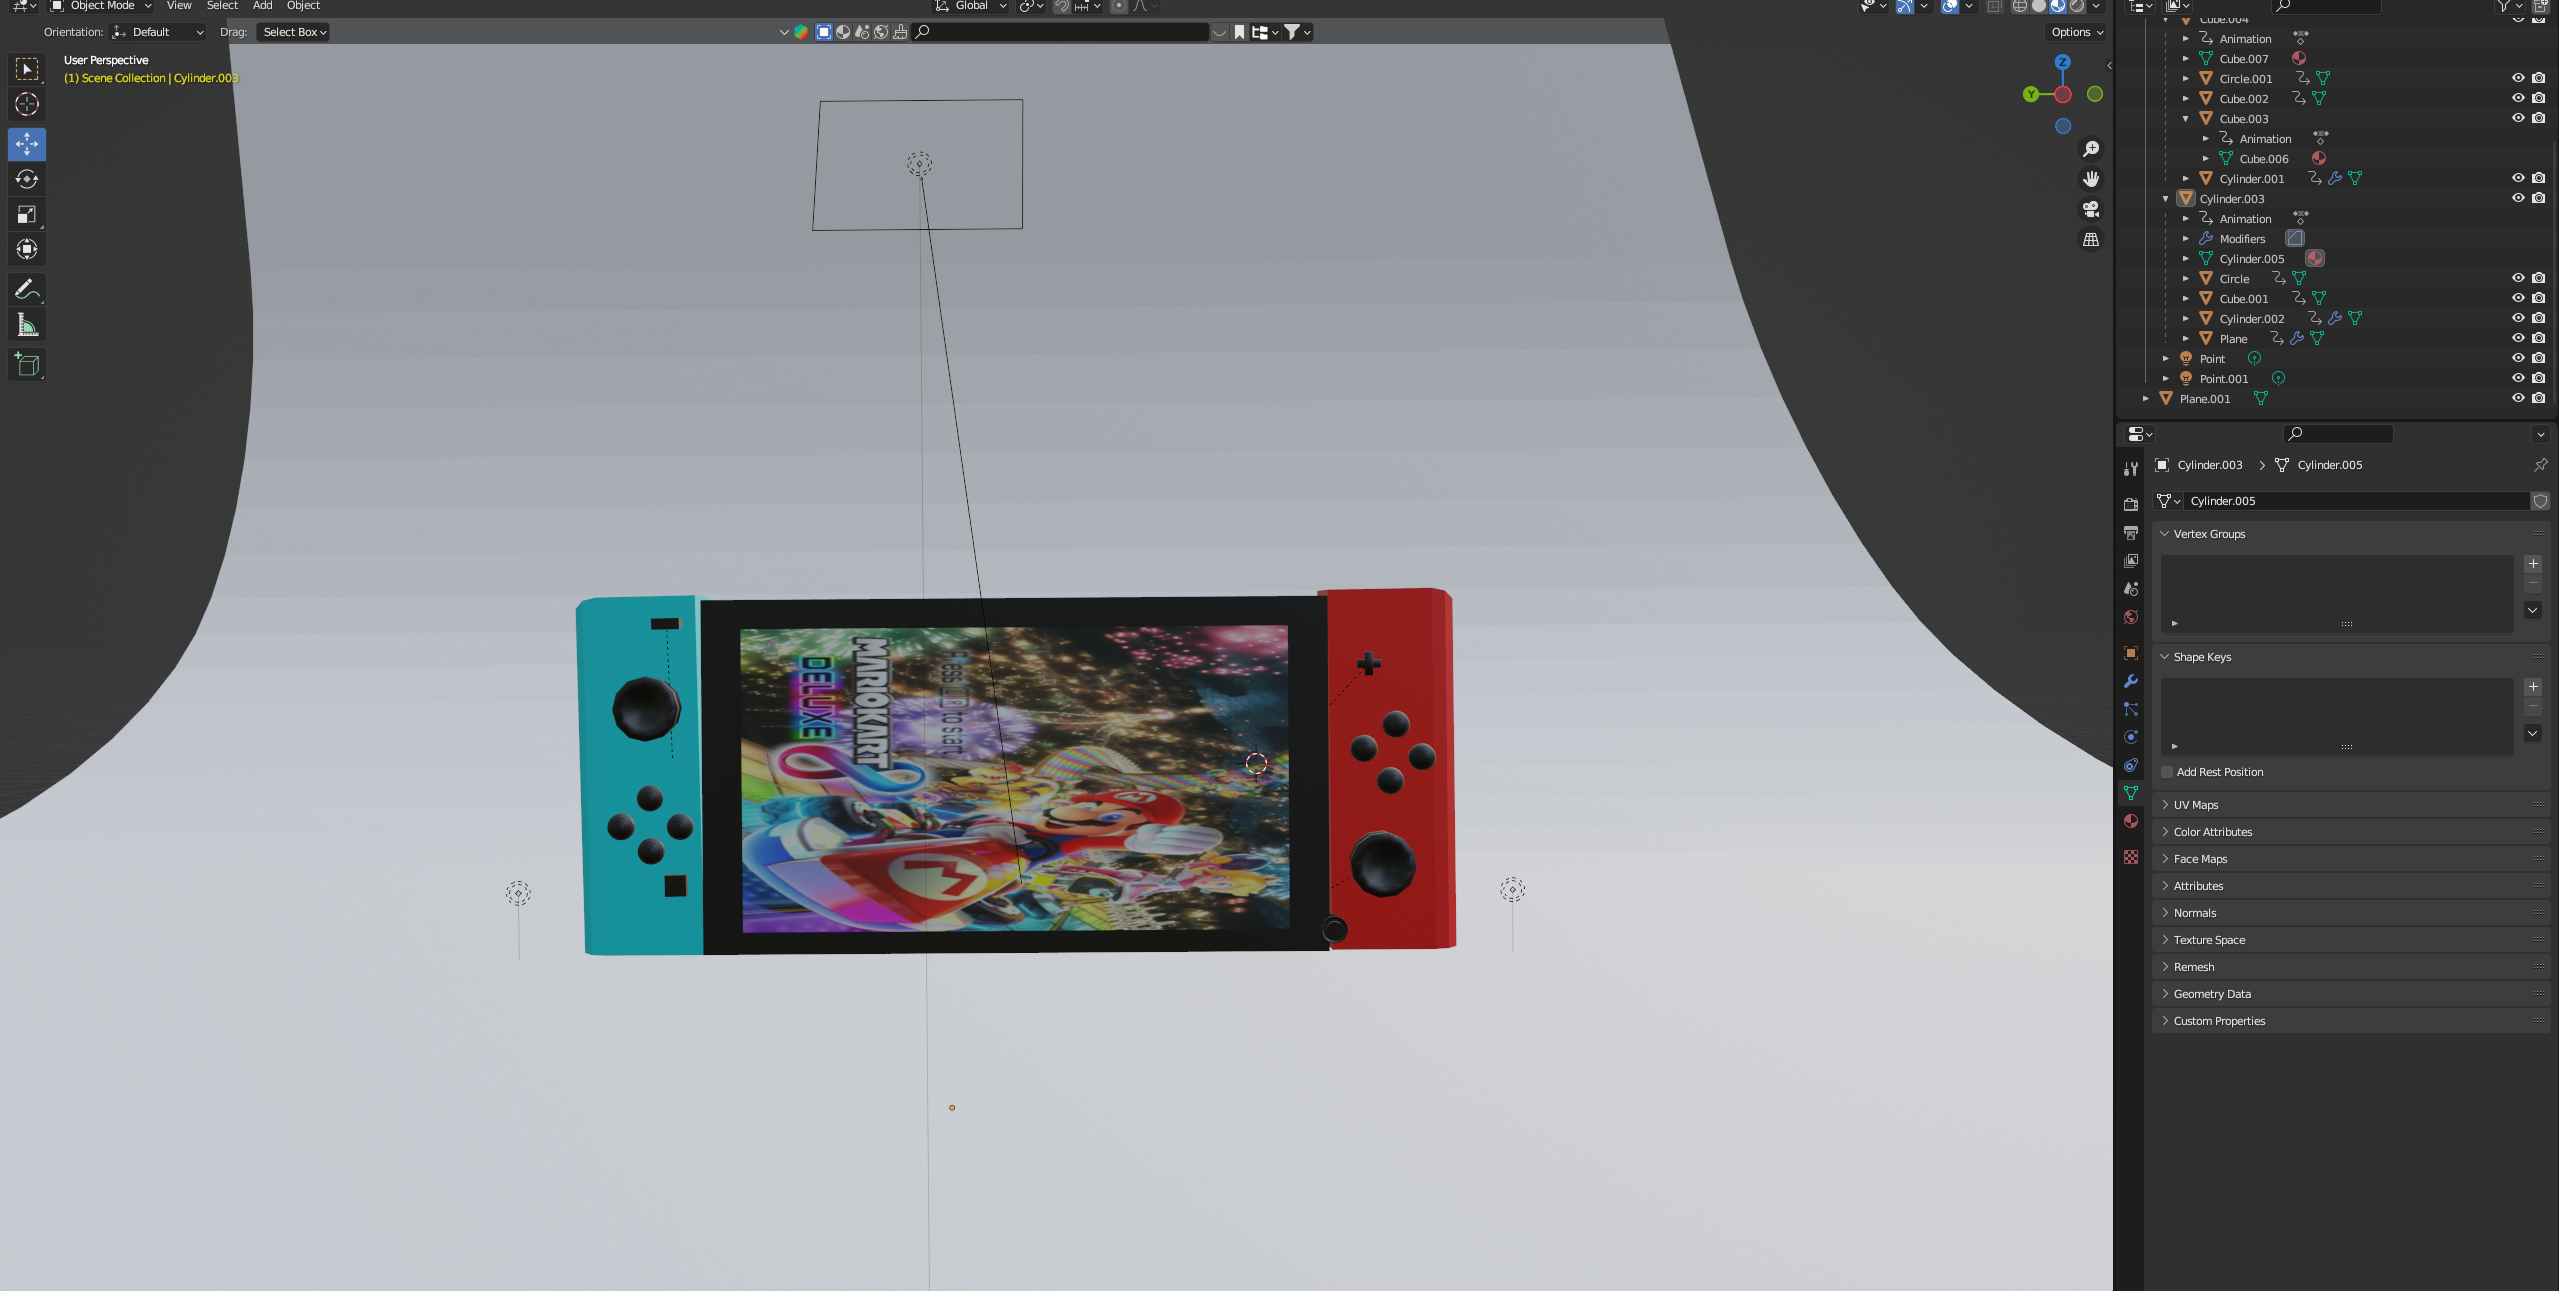 Object Mode
View
Select
Add
Object
Global
Orientation:
Default
Drag:
Select Box
Options
User Perspective
(1) Scene Collection | Cylinder.003
Z
Y
Press L R to start
MARIOKART
DELUXE
Cube.004
Animation
Cube.007
Circle.001
Cube.002
Cube.003
Animation
Cube.006
Cylinder.001
Cylinder.003
Animation
Modifiers
Cylinder.005
Circle
Cube.001
Cylinder.002
Plane
Point
Point.001
Plane.001
Cylinder.003 > Cylinder.005
Cylinder.005
Vertex Groups
Shape Keys
Add Rest Position
UV Maps
Color Attributes
Face Maps
Attributes
Normals
Texture Space
Remesh
Geometry Data
Custom Properties